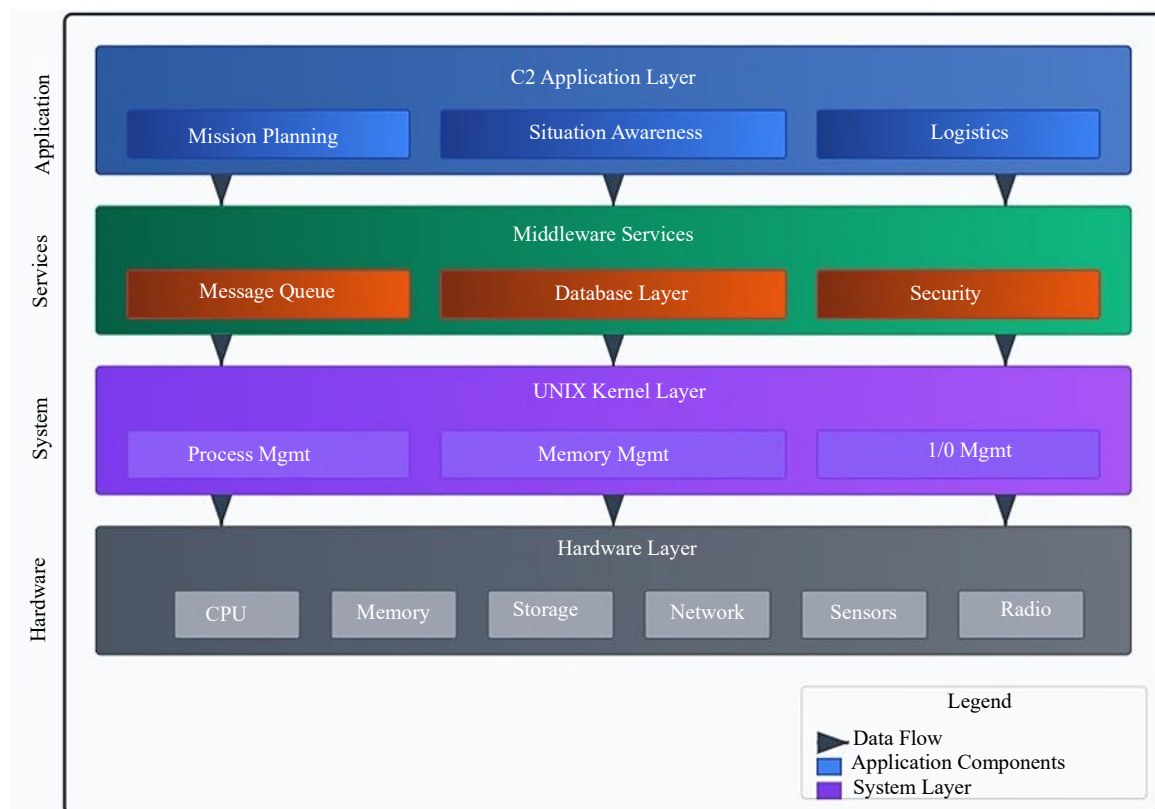 Application
C2 Application Layer
Mission Planning
Situation Awareness
Logistics
Services
Middleware Services
Message Queue
Database Layer
Security
System
UNIX Kernel Layer
Process Mgmt
Memory Mgmt
1/0 Mgmt
Hardware
Hardware Layer
CPU
Memory
Storage
Network
Sensors
Radio
Legend
Data Flow
Application Components
System Layer